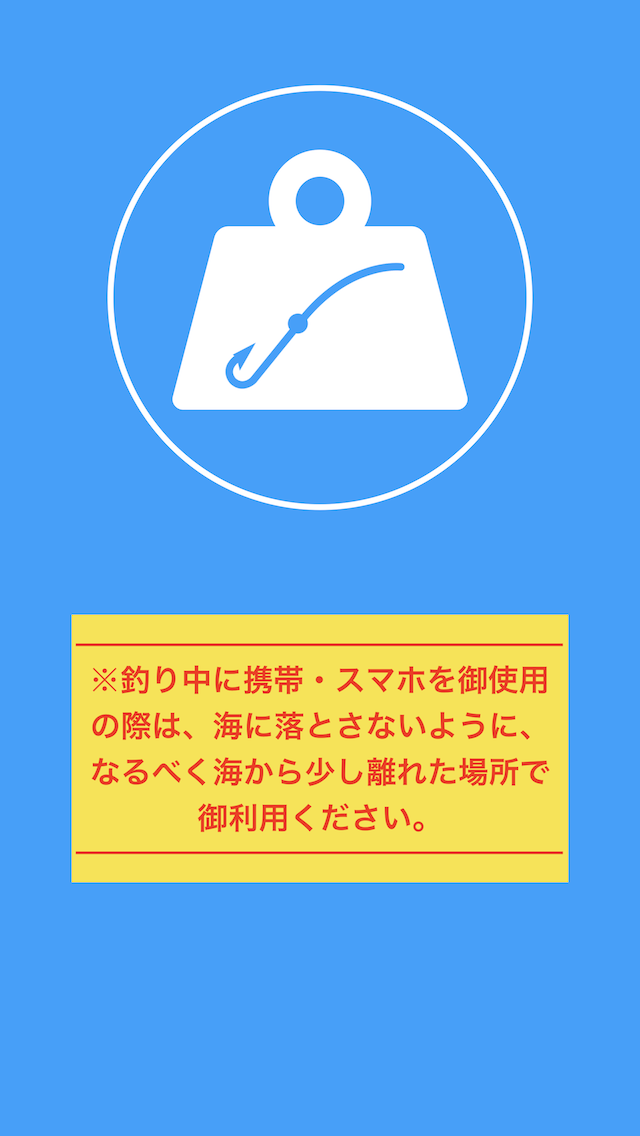 ※釣り中に携帯・スマホを御使用
の際は、海に落とさないように、
なるべく海から少し離れた場所で
御利用ください。